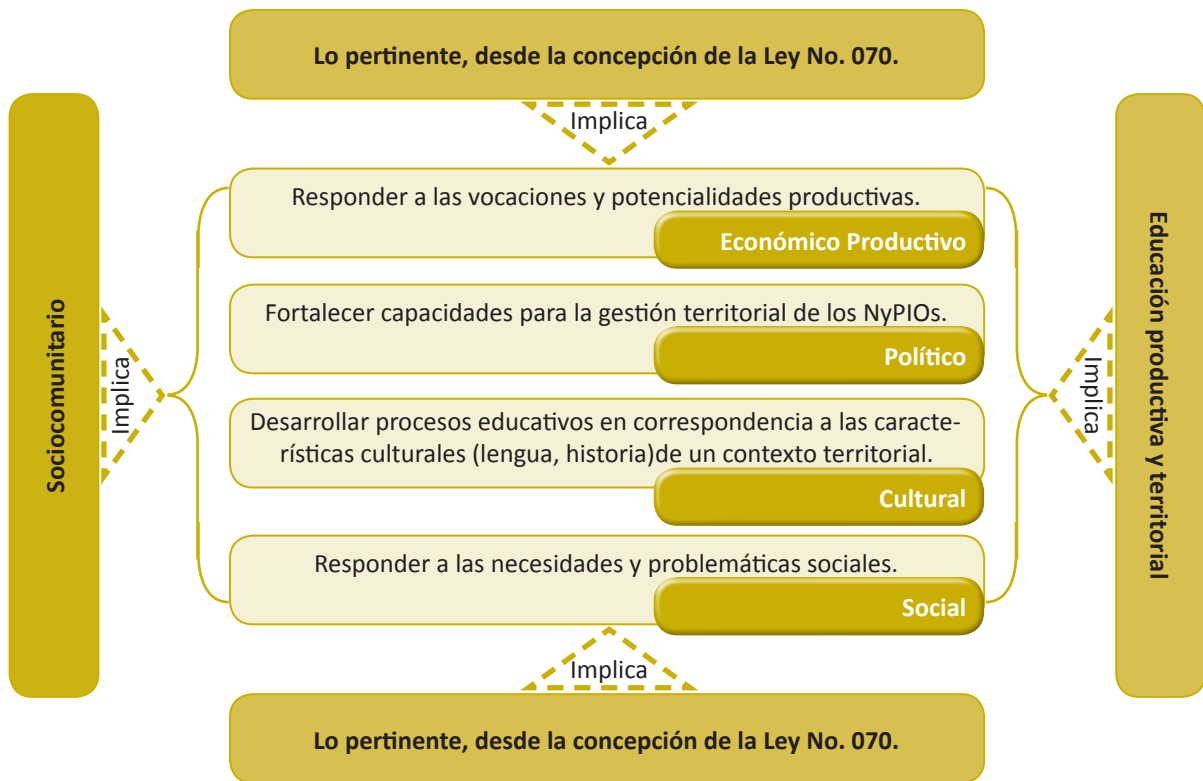 Lo pertinente, desde la concepción de la Ley No. 070.
Implica
Sociocomunitario
Implica
Responder a las vocaciones y potencialidades productivas.
Económico Productivo
Fortalecer capacidades para la gestión territorial de los NyPIOs.
Político
Desarrollar procesos educativos en correspondencia a las caracte-
rísticas culturales (lengua, historia)de un contexto territorial.
Cultural
Responder a las necesidades y problemáticas sociales.
Social
Implica
Educación productiva y territorial
Implica
Lo pertinente, desde la concepción de la Ley No. 070.